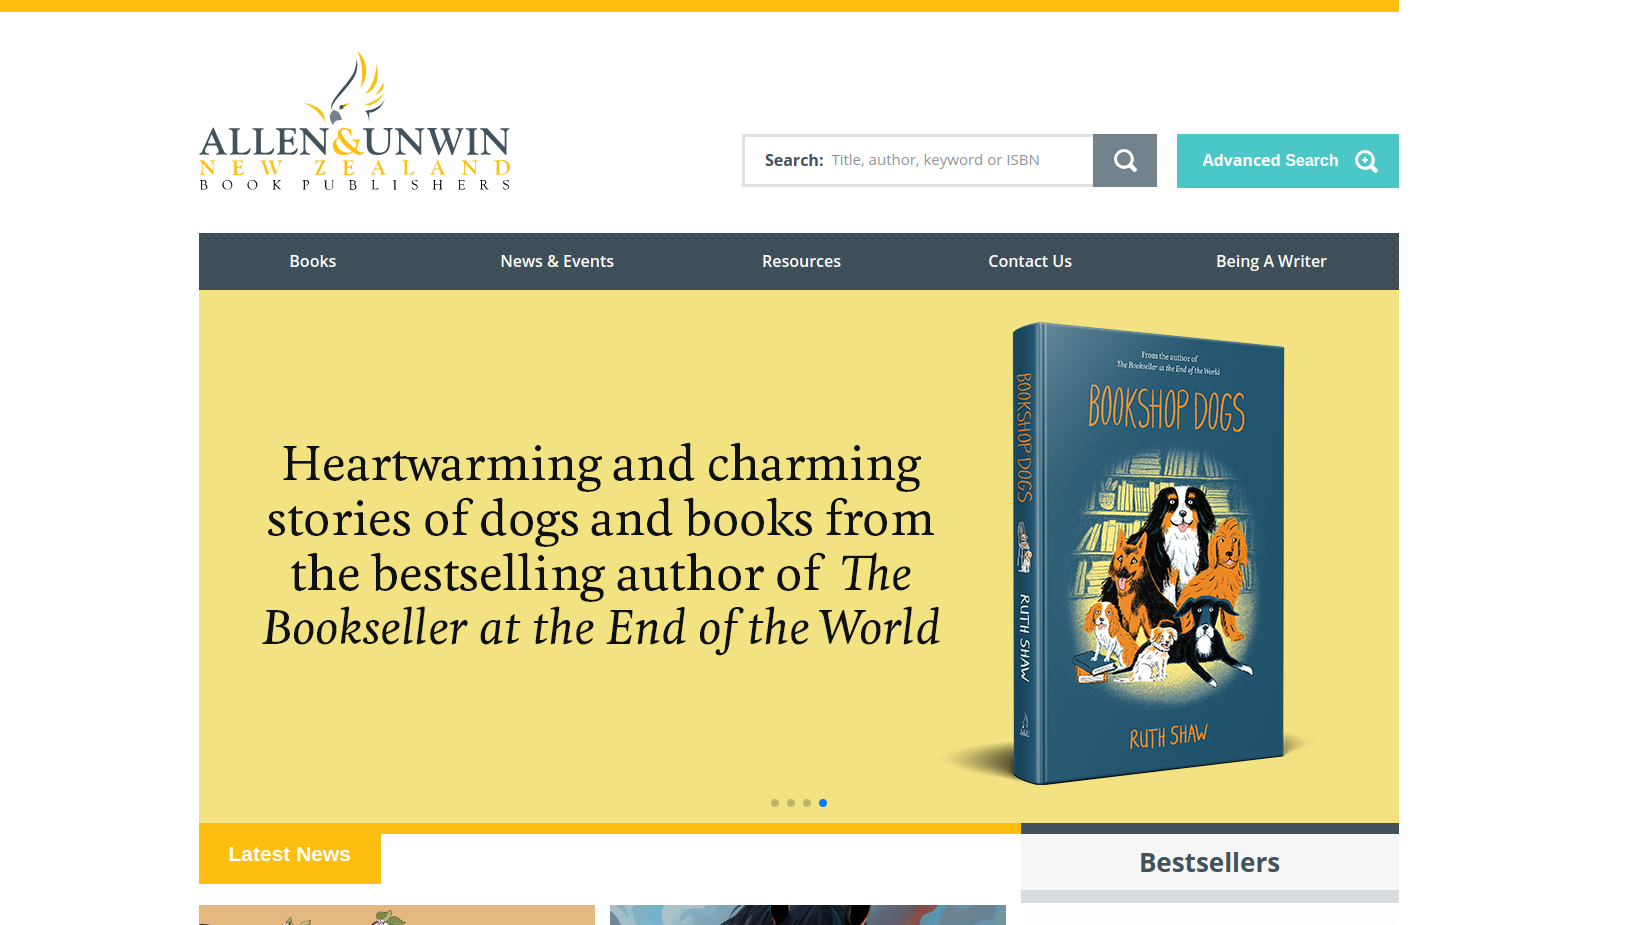 ALLEN&UNWIN
NEW ZEALAND
BOOK PUBLISHERS
Search: Title, author, keyword or ISBN
Advanced Search
Books
News & Events
Resources
Contact Us
Being A Writer
Heartwarming and charming
stories of dogs and books from
the bestselling author of The
Bookseller at the End of the World
BOOKSHOP DOGS
RUTH SHAW
From the author of
The Bookseller at the End of the World
BOOKSHOP DOGS
RUTH SHAW
Latest News
Bestsellers